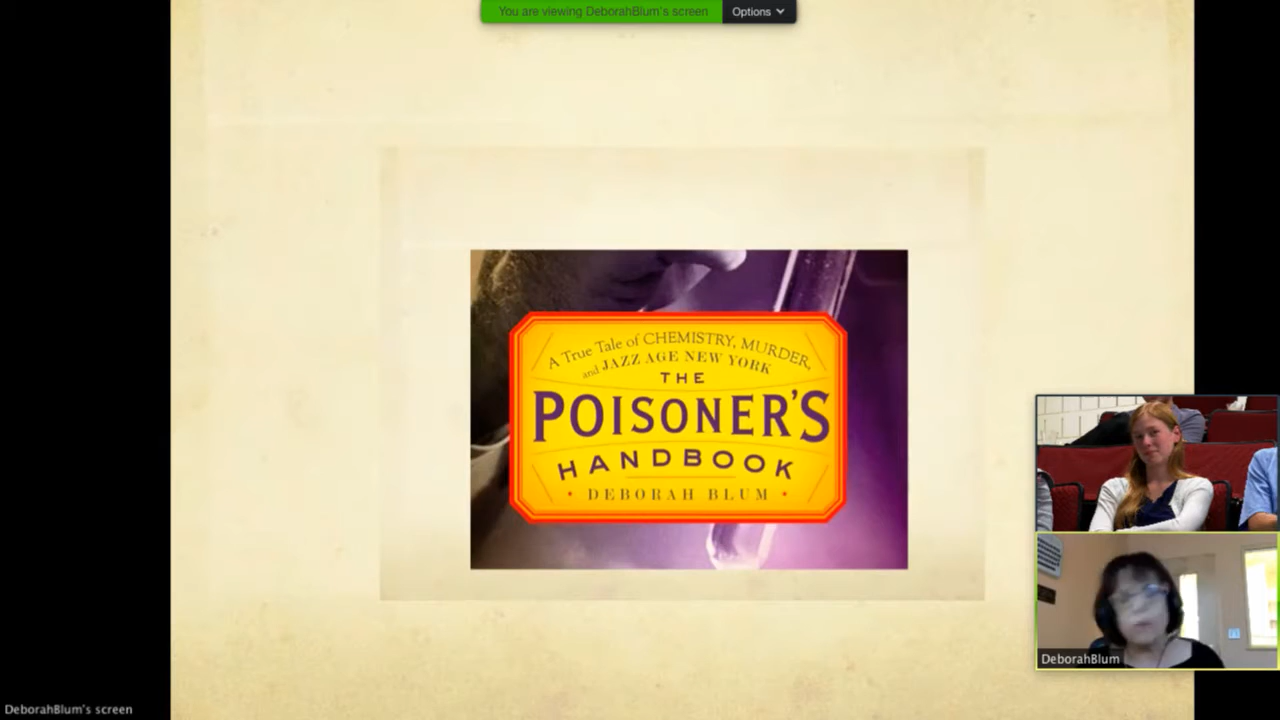 You are viewing DeborahBlum's screen
Options
A True Tale of CHEMISTRY, MURDER,
and JAZZ AGE NEW YORK
THE
POISONER'S
HANDBOOK
• DEBORAH BLUM •
DeborahBlum
DeborahBlum's screen